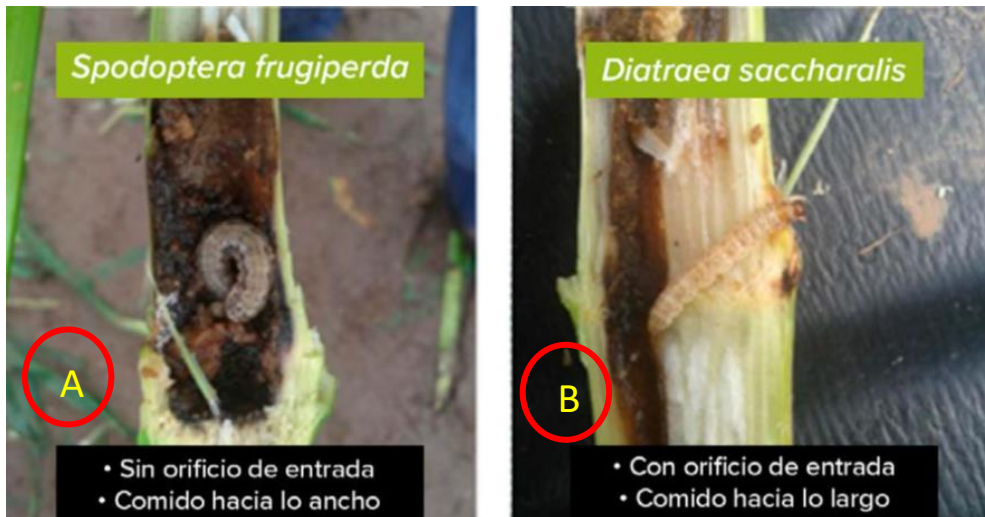 Spodoptera frugiperda
A
• Sin orificio de entrada
• Comido hacia lo ancho
Diatraea saccharalis
B
• Con orificio de entrada
• Comido hacia lo largo